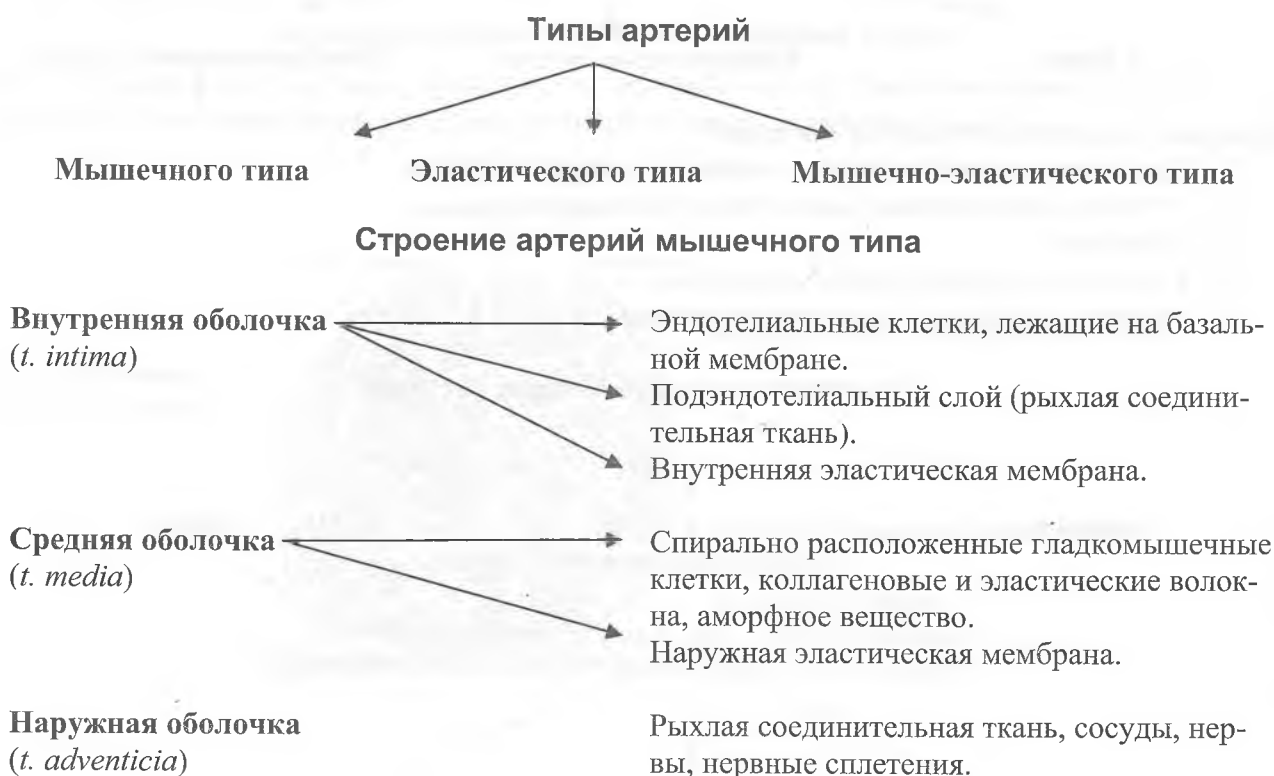 Типы артерий
Мышечного типа Эластического типа Мышечно-эластического типа
Строение артерий мышечного типа
Внутренняя оболочка
(t. intima)
Эндотелиальные клетки, лежащие на базаль-
ной мембране.
Подэндотелиальный слой (рыхлая соедини-
тельная ткань).
Внутренняя эластическая мембрана.
Средняя оболочка
(t. media)
Спирально расположенные гладкомышечные
клетки, коллагеновые и эластические волок-
на, аморфное вещество.
Наружная эластическая мембрана.
Наружная оболочка
(t. adventicia)
Рыхлая соединительная ткань, сосуды, нер-
вы, нервные сплетения.